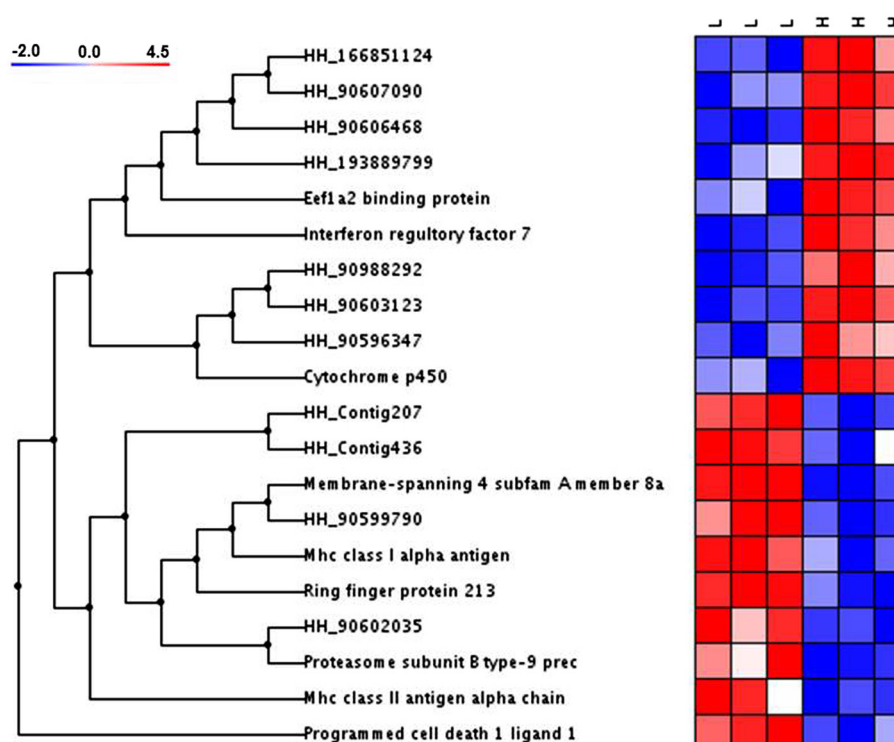 L L L H H H
-2.0 0.0 4.5
HH_166851124
HH_90607090
HH_90606468
HH_193889799
Eef1a2 binding protein
Interferon regultory factor 7
HH_90988292
HH_90603123
HH_90596347
Cytochrome p450
HH_Contig207
HH_Contig436
Membrane-spanning 4 subfam A member 8a
HH_90599790
Mhc class I alpha antigen
Ring finger protein 213
HH_90602035
Proteasome subunit B type-9 prec
Mhc class II antigen alpha chain
Programmed cell death 1 ligand 1